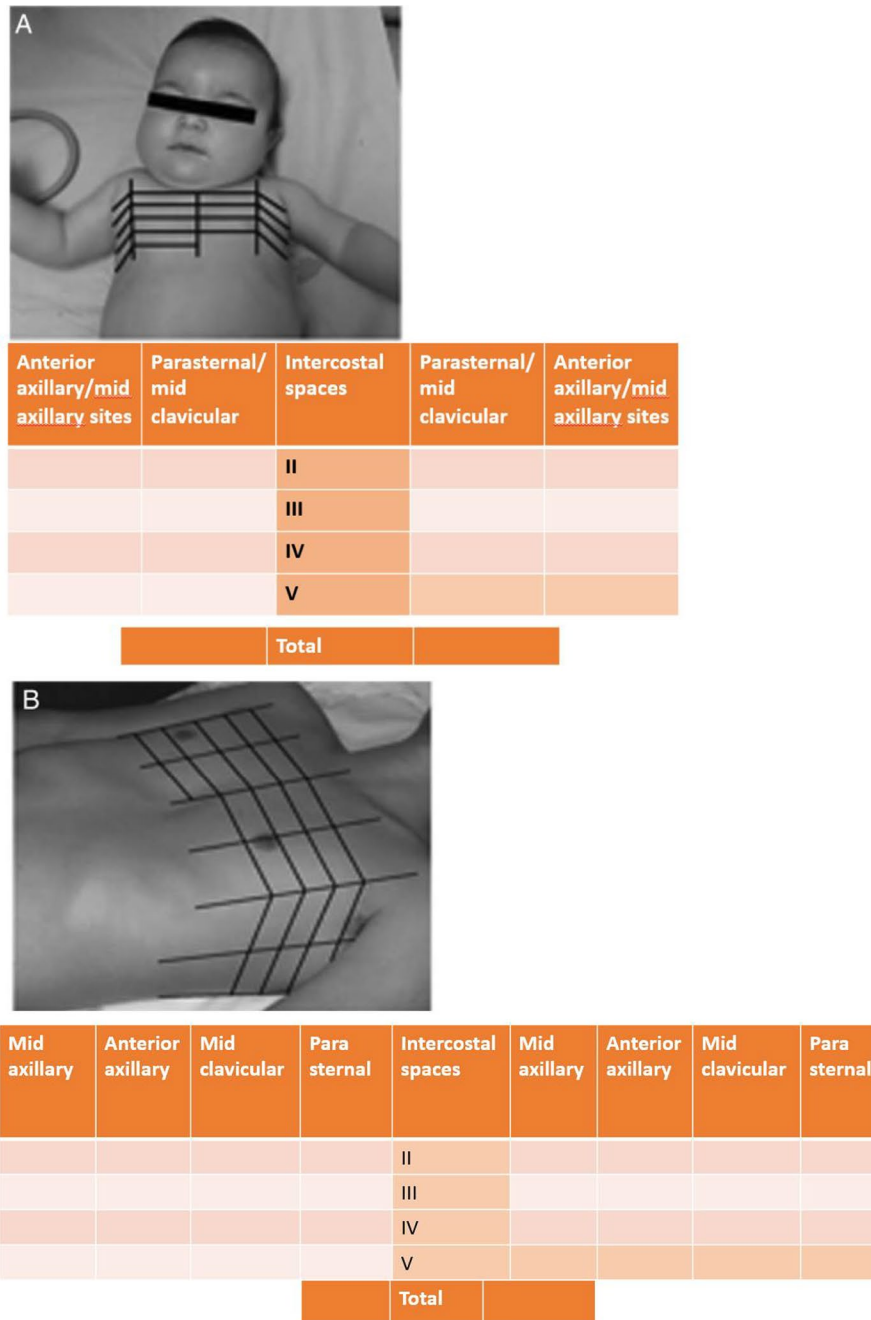 A
Anterior axillary/mid axillary sites
Parasternal/ mid clavicular
Intercostal spaces
Parasternal/ mid clavicular
Anterior axillary/mid axillary sites
II
III
IV
V
Total
B
Mid axillary
Anterior axillary
Mid clavicular
Para sternal
Intercostal spaces
Mid axillary
Anterior axillary
Mid clavicular
Para sternal
II
III
IV
V
Total